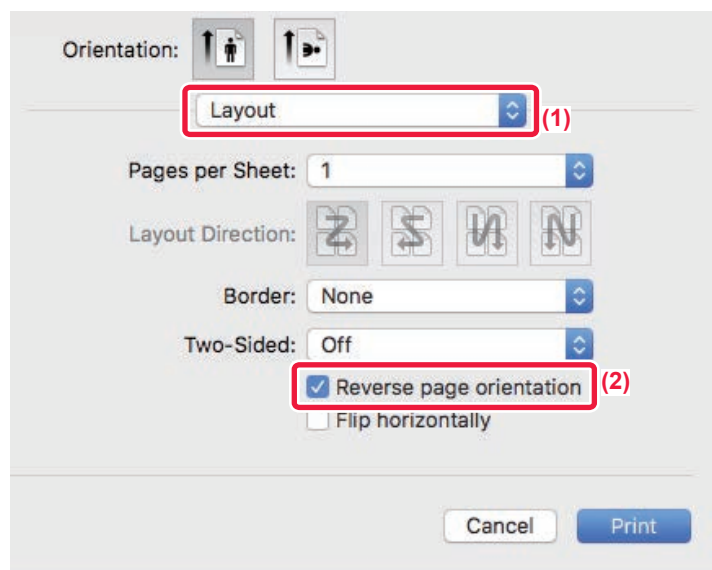 Orientation:
Layout
(1)
Pages per Sheet: 1
Layout Direction:
Border: None
Two-Sided: Off
Reverse page orientation
(2)
Flip horizontally
Cancel Print